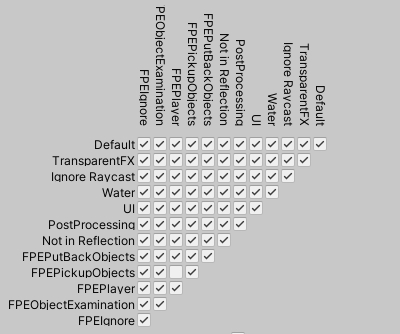 FPEIgnore
PEObjectExamination
FPEPlayer
FPEPickupObjects
FPEPutBackObjects
Not in Reflection
PostProcessing
UI
Water
Ignore Raycast
TransparentFX
Default
Default
TransparentFX
Ignore Raycast
Water
UI
PostProcessing
Not in Reflection
FPEPutBackObjects
FPEPickupObjects
FPEPlayer
FPEObjectExamination
FPEIgnore